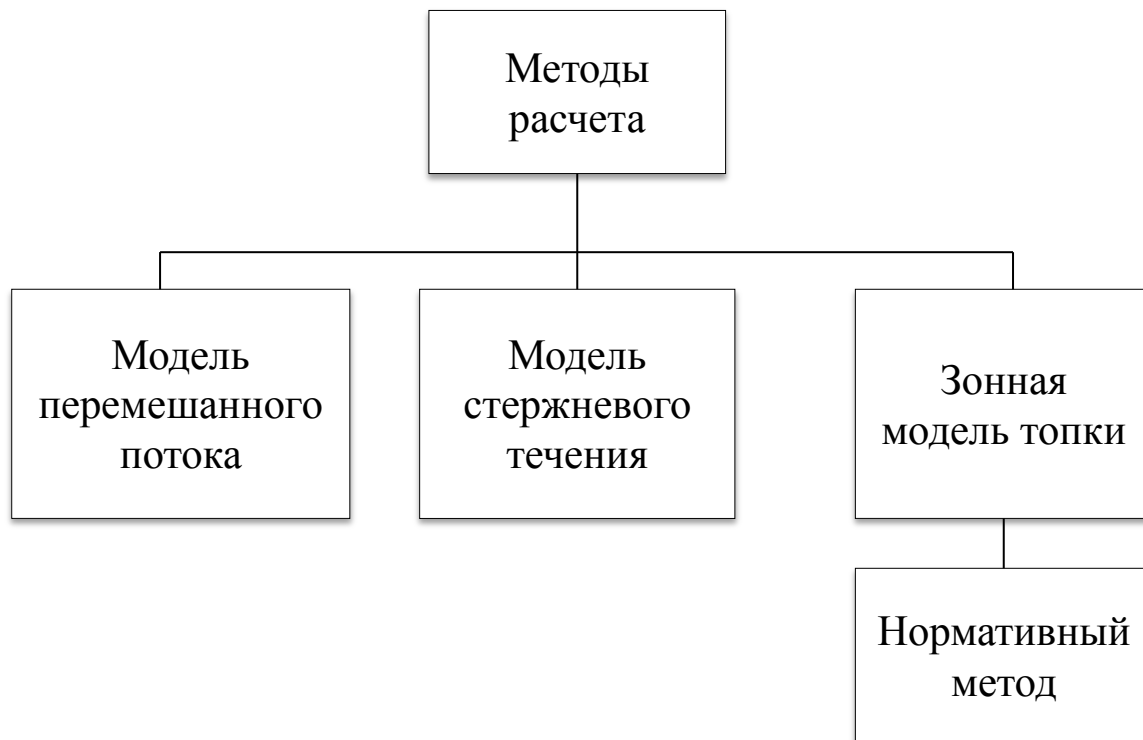 Методы
расчета
Модель
перемешанного
потока
Модель
стержневого
течения
Зонная
модель топки
Нормативный
метод